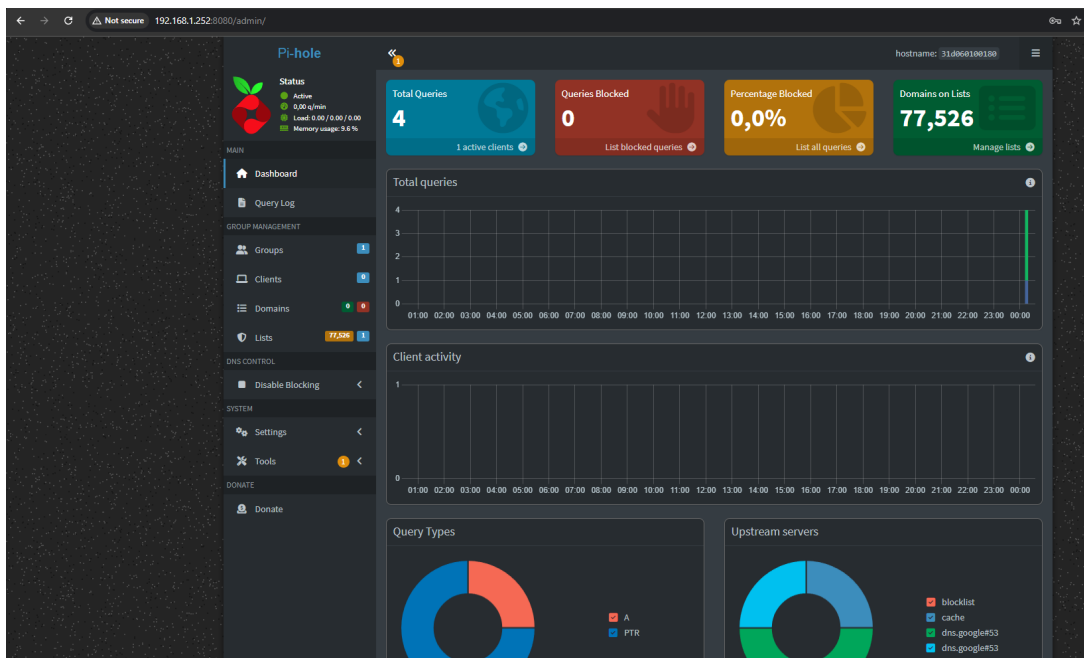 Not secure 192.168.1.252:8080/admin/
Pi-hole
1
hostname: 31d060100180
Status
Active
0,00 q/min
Load: 0.00 / 0.00 / 0.00
Memory usage: 9.6 %
MAIN
Dashboard
Query Log
GROUP MANAGEMENT
Groups 1
Clients 0
Domains 0 0
Lists 77,526 1
DNS CONTROL
Disable Blocking
SYSTEM
Settings
Tools 1
DONATE
Donate
Total Queries
4
1 active clients
Queries Blocked
0
List blocked queries
Percentage Blocked
0,0%
List all queries
Domains on Lists
77,526
Manage lists
Total queries
4
3
2
1
0
01:00 02:00 03:00 04:00 05:00 06:00 07:00 08:00 09:00 10:00 11:00 12:00 13:00 14:00 15:00 16:00 17:00 18:00 19:00 20:00 21:00 22:00 23:00 00:00
Client activity
1
0
01:00 02:00 03:00 04:00 05:00 06:00 07:00 08:00 09:00 10:00 11:00 12:00 13:00 14:00 15:00 16:00 17:00 18:00 19:00 20:00 21:00 22:00 23:00 00:00
Query Types
A
PTR
Upstream servers
blocklist
cache
dns.google#53
dns.google#53